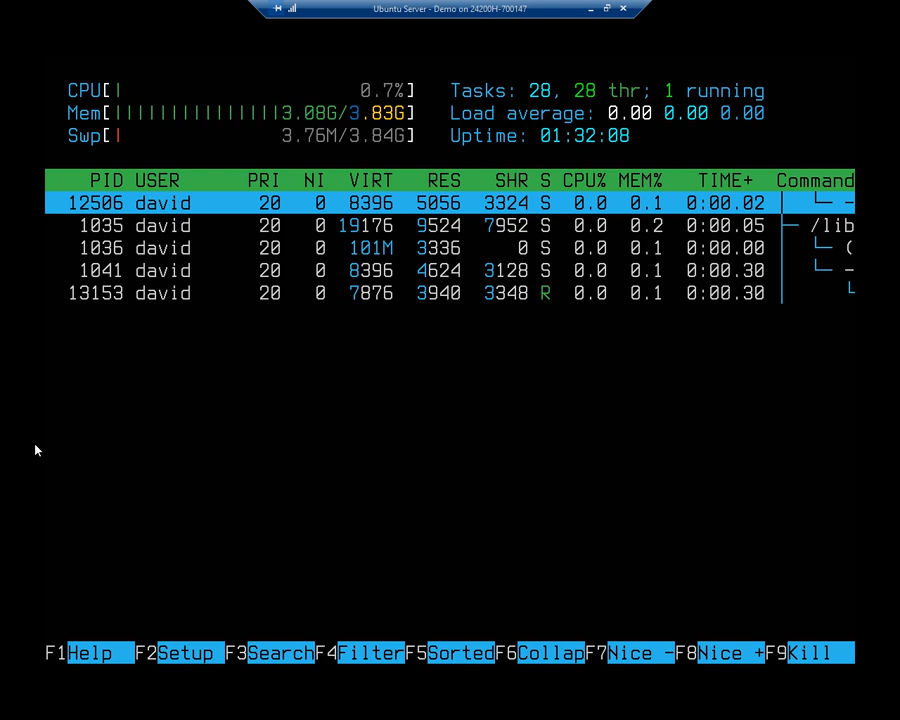 Ubuntu Server - Demo on 24200H-700147
CPU[| 0.7%] Tasks: 28, 28 thr; 1 running
Mem[|||||||||||||||3.08G/3.83G] Load average: 0.00 0.00 0.00
Swp[| 3.76M/3.84G] Uptime: 01:32:08
PID USER PRI NI VIRT RES SHR S CPU% MEM% TIME+ Command
12506 david 20 0 8396 5056 3324 S 0.0 0.1 0:00.02 │ └─ -
1035 david 20 0 19176 9524 7952 S 0.0 0.2 0:00.05 ├─ /lib
1036 david 20 0 101M 3336 0 S 0.0 0.1 0:00.00 │ └─ (
1041 david 20 0 8396 4624 3128 S 0.0 0.1 0:00.30 │ └─ -
13153 david 20 0 7876 3940 3348 R 0.0 0.1 0:00.30 │ └
F1Help F2Setup F3SearchF4FilterF5SortedF6CollapF7Nice -F8Nice +F9Kill